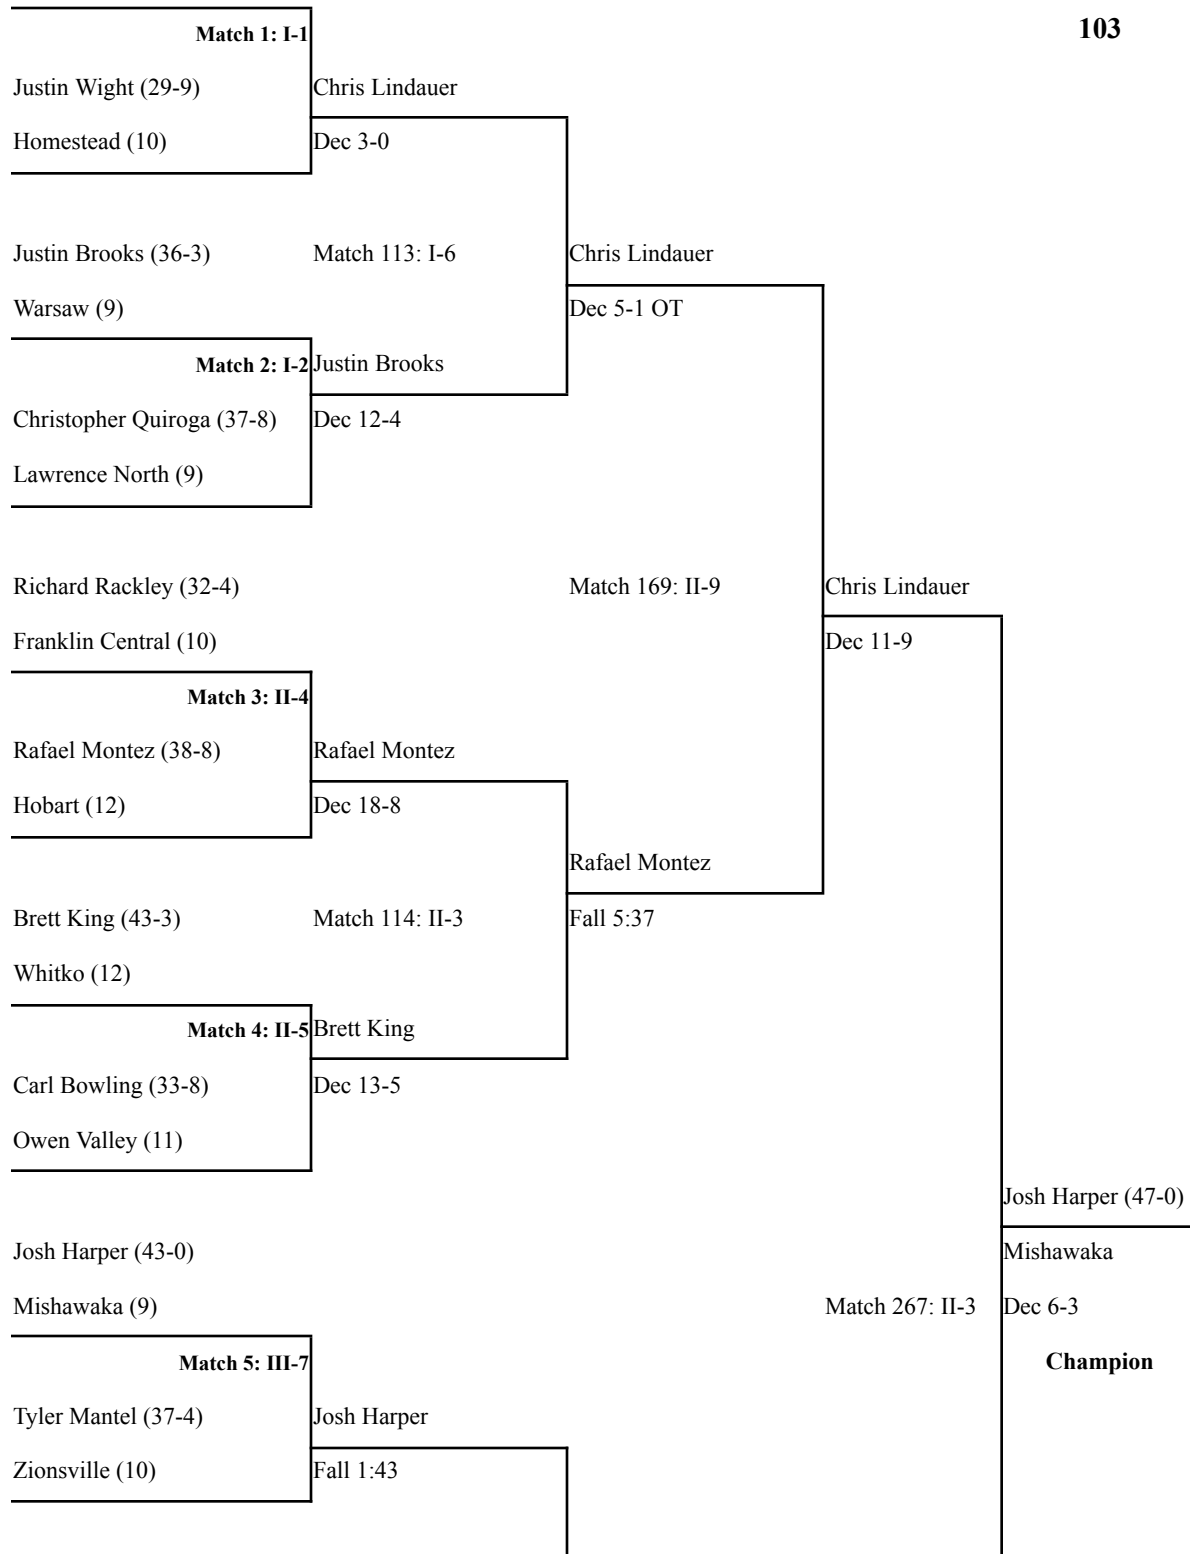 Match 1: I-1
103
Justin Wight (29-9)
Chris Lindauer
Homestead (10)
Dec 3-0
Justin Brooks (36-3)
Match 113: I-6
Chris Lindauer
Warsaw (9)
Dec 5-1 OT
Match 2: I-2
Justin Brooks
Christopher Quiroga (37-8)
Dec 12-4
Lawrence North (9)
Richard Rackley (32-4)
Match 169: II-9
Chris Lindauer
Franklin Central (10)
Dec 11-9
Match 3: II-4
Rafael Montez (38-8)
Rafael Montez
Hobart (12)
Dec 18-8
Rafael Montez
Brett King (43-3)
Match 114: II-3
Fall 5:37
Whitko (12)
Match 4: II-5
Brett King
Carl Bowling (33-8)
Dec 13-5
Owen Valley (11)
Josh Harper (47-0)
Josh Harper (43-0)
Mishawaka
Mishawaka (9)
Match 267: II-3
Dec 6-3
Match 5: III-7
Champion
Tyler Mantel (37-4)
Josh Harper
Zionsville (10)
Fall 1:43